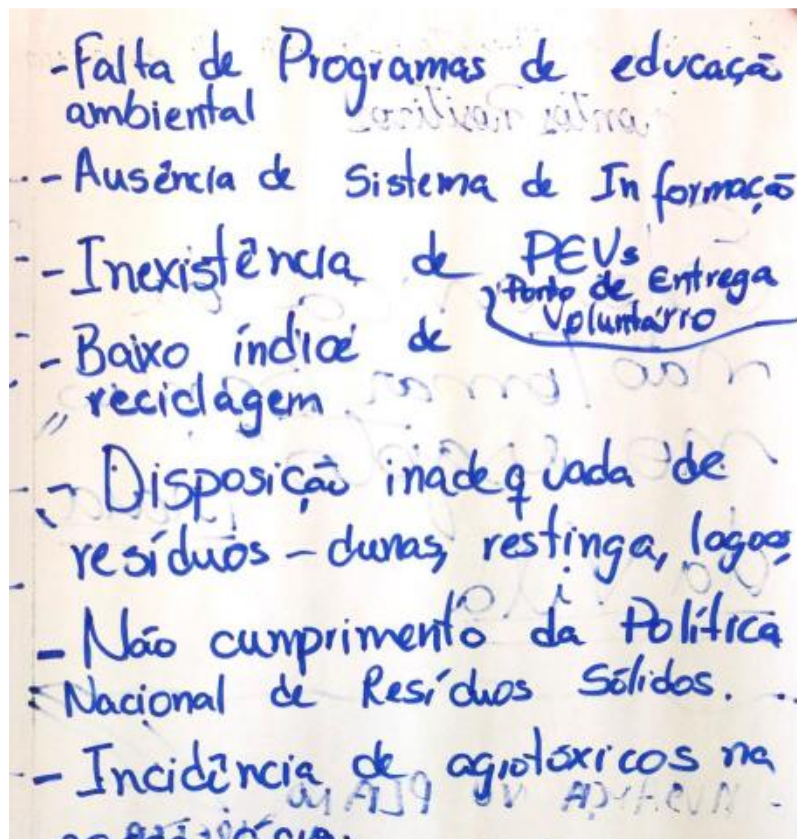 - Falta de Programas de educaçã
ambiental
- Ausência de Sistema de Informação
- Inexistência de PEVs
Ponto de Entrega
Voluntário
- Baixo índice de
reciclagem
- Disposição inadequada de
resíduos - dunas, restinga, lagoas
- Não cumprimento da Política
Nacional de Resíduos Sólidos.
- Incidência de agrotóxicos na